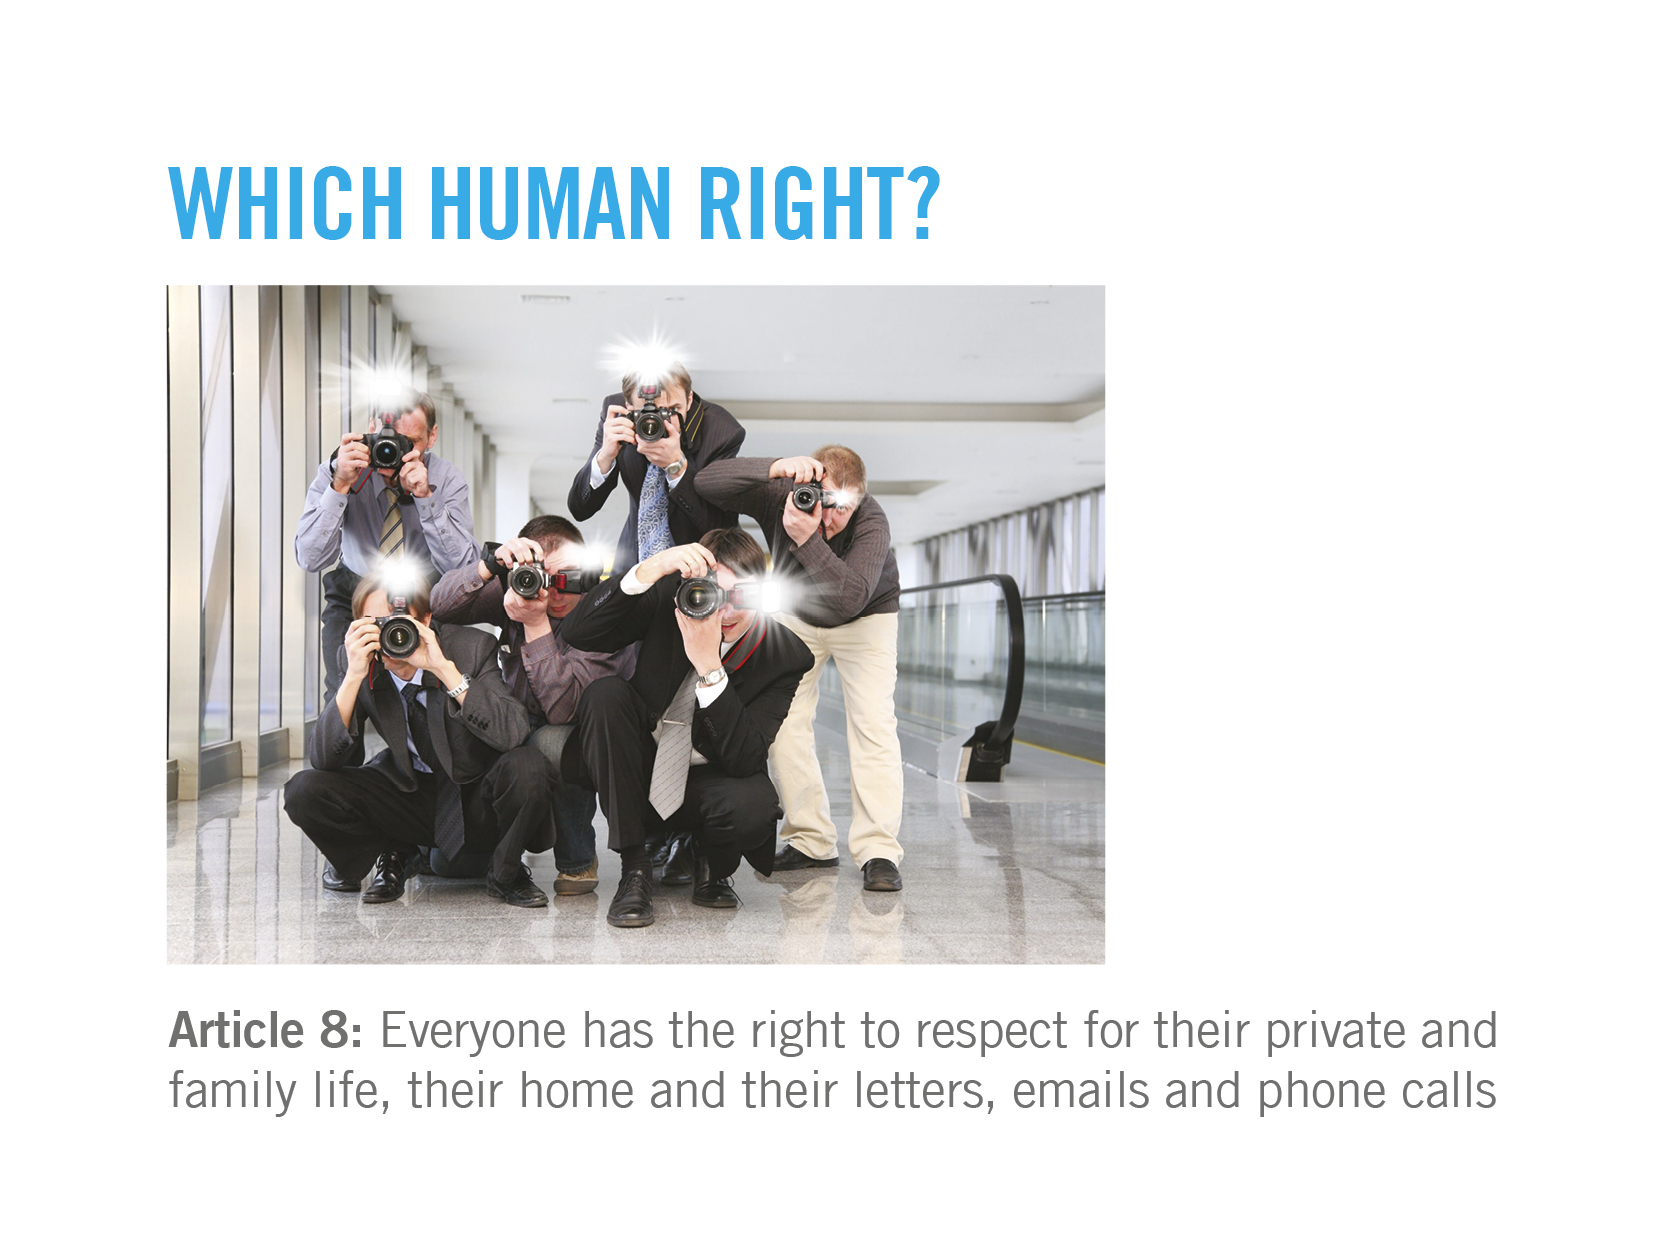 WHICH HUMAN RIGHT?
Article 8: Everyone has the right to respect for their private and
family life, their home and their letters, emails and phone calls